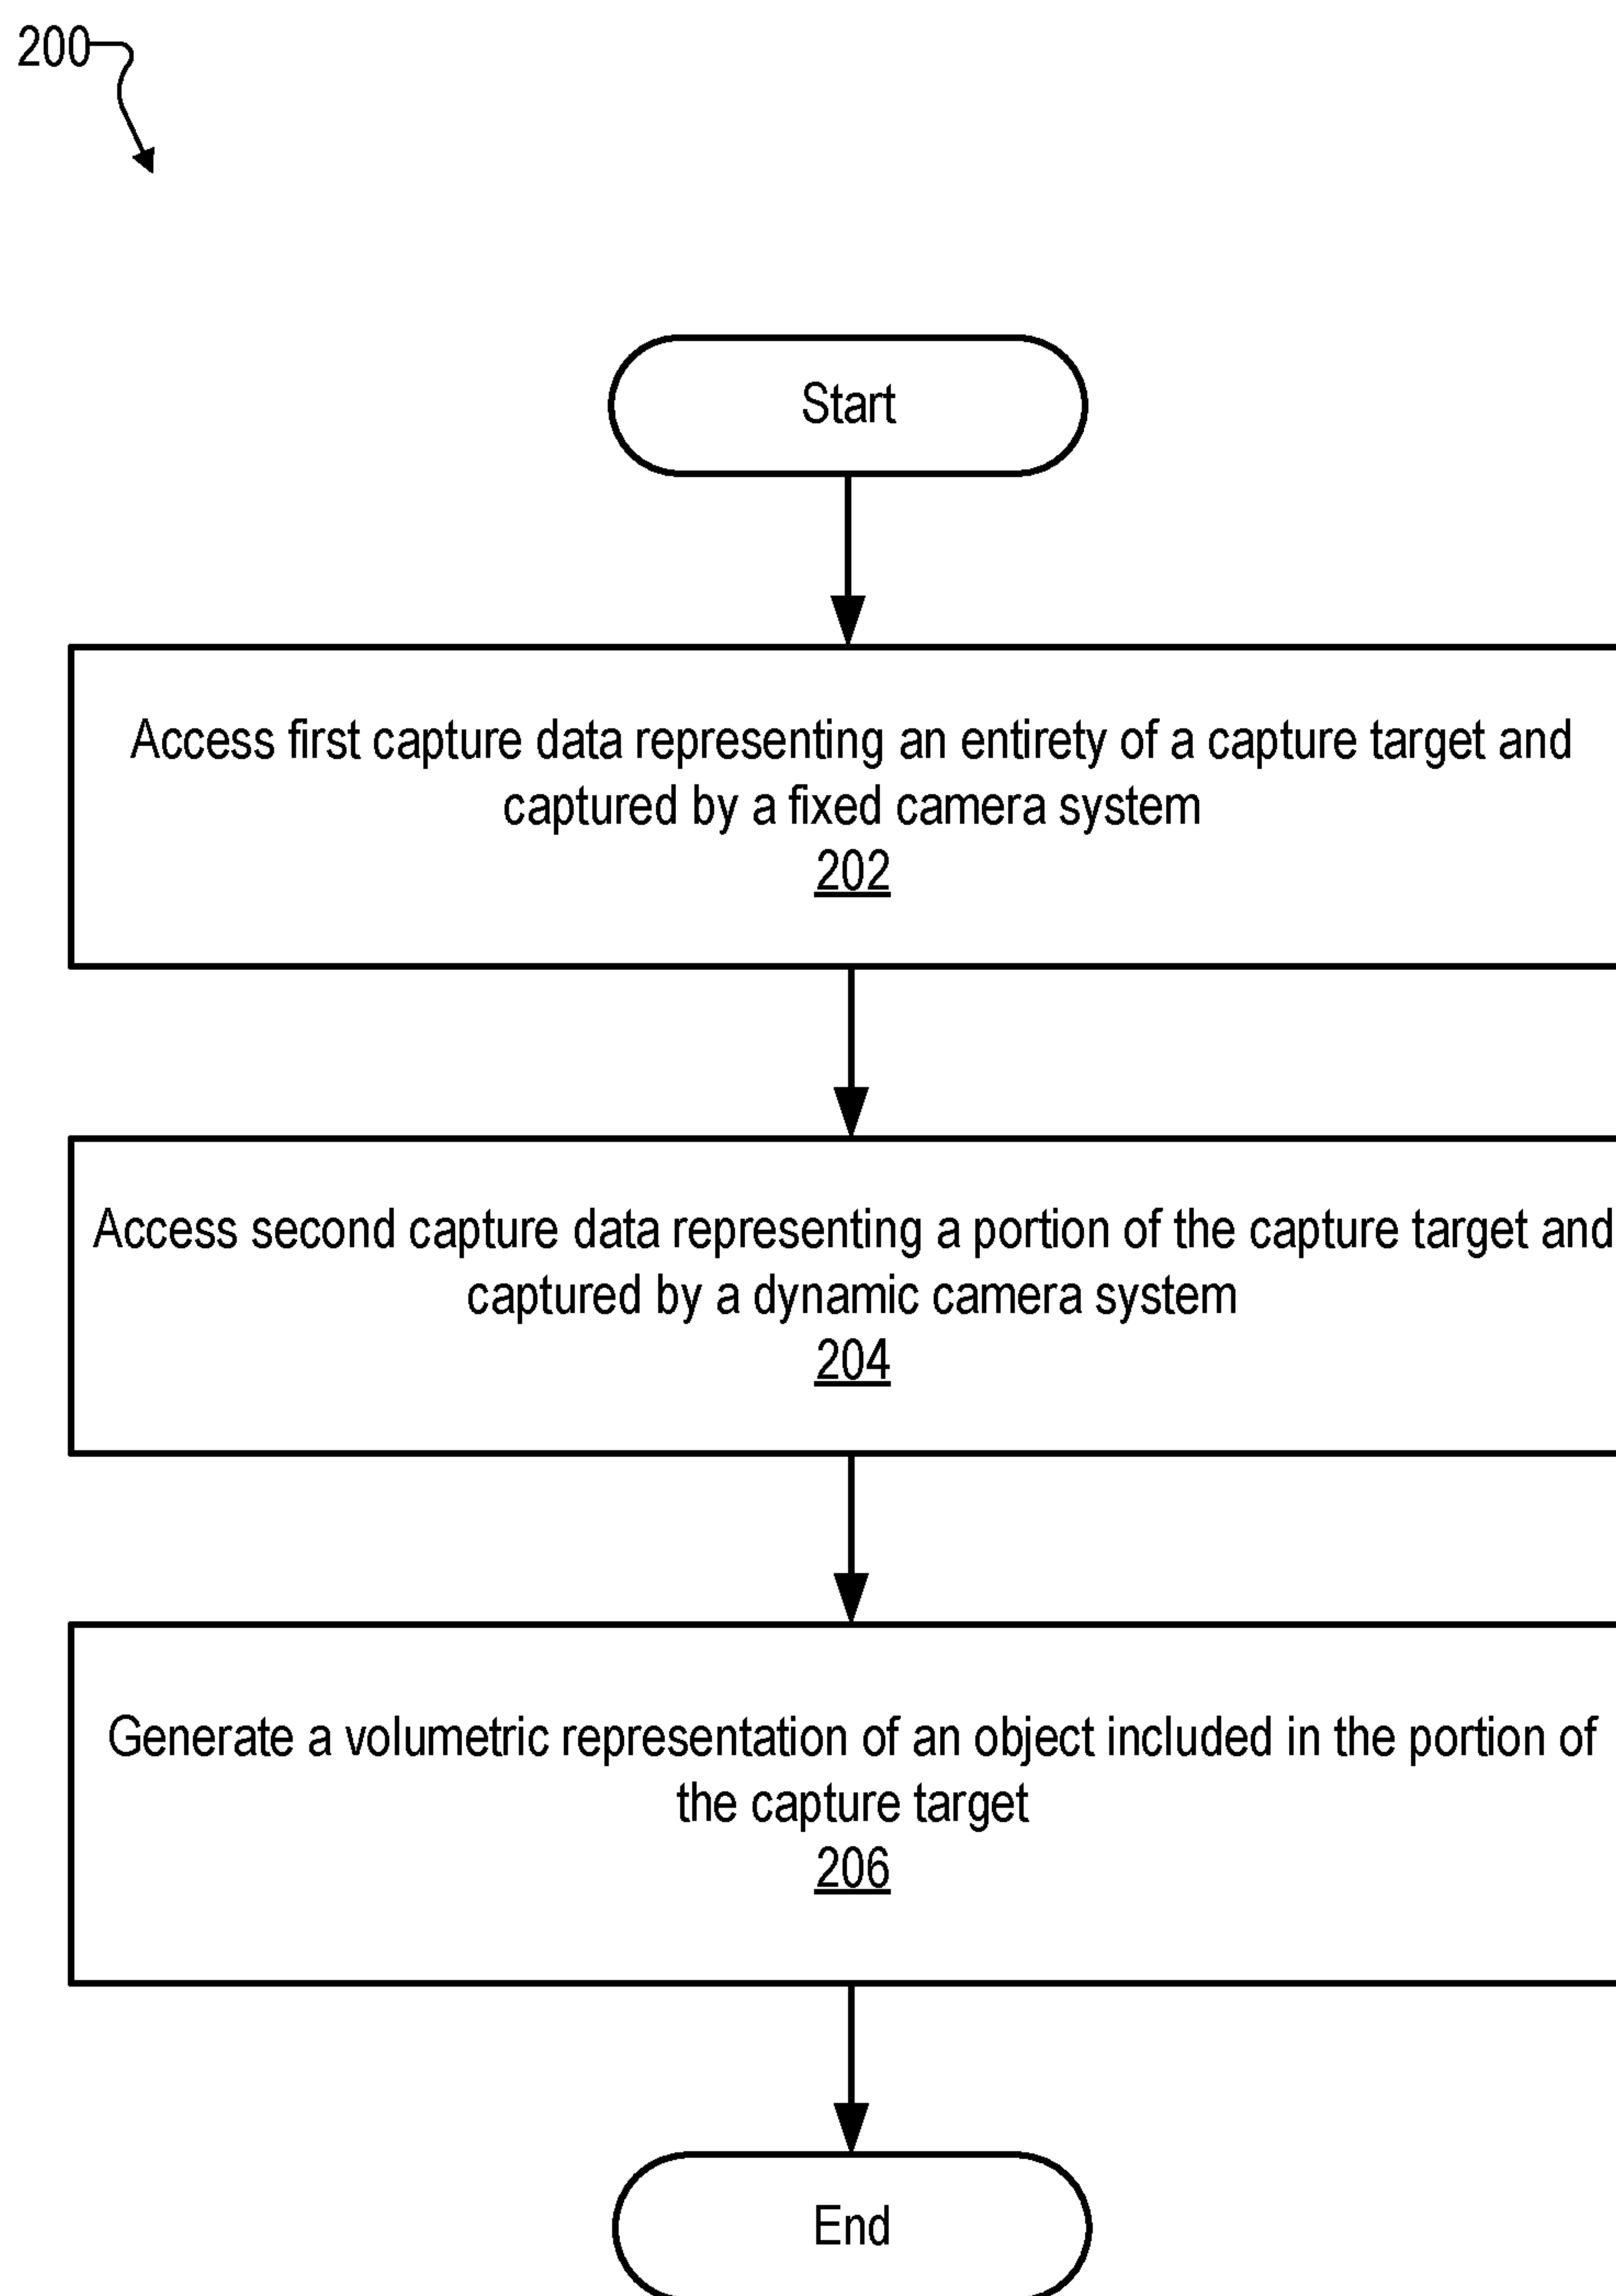 200
Start
Access first capture data representing an entirety of a capture target and
captured by a fixed camera system
202
Access second capture data representing a portion of the capture target and
captured by a dynamic camera system
204
Generate a volumetric representation of an object included in the portion of
the capture target
206
End